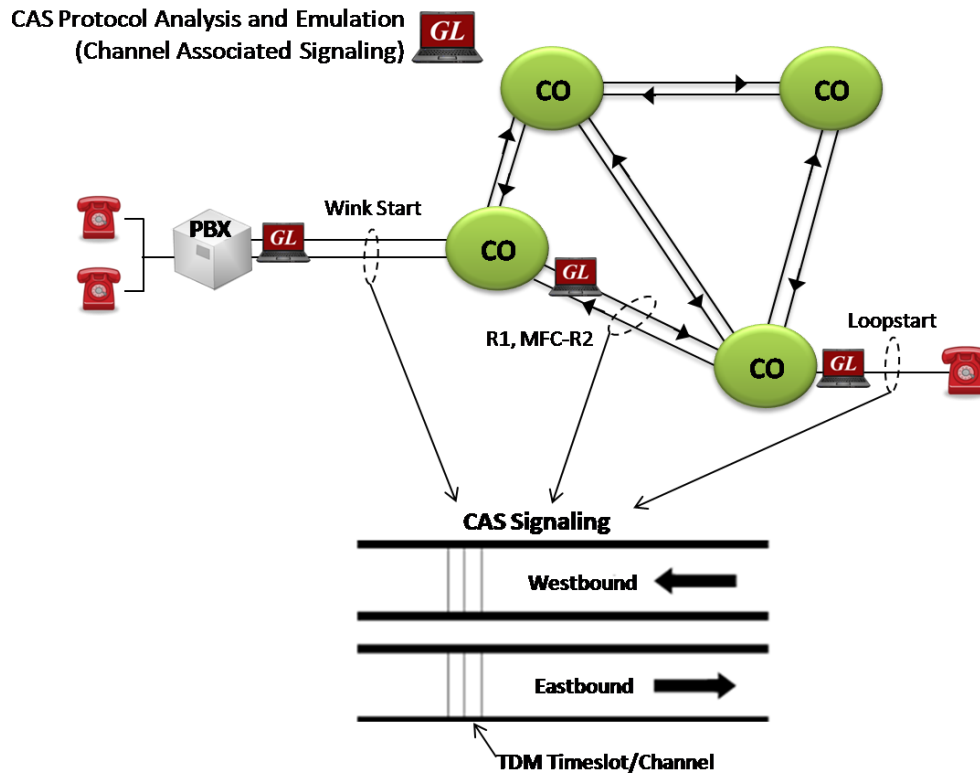 CAS Protocol Analysis and Emulation
(Channel Associated Signaling)
GL
CO
CO
Wink Start
PBX
GL
CO
GL
R1, MFC-R2
Loopstart
CO
GL
CAS Signaling
Westbound
Eastbound
TDM Timeslot/Channel